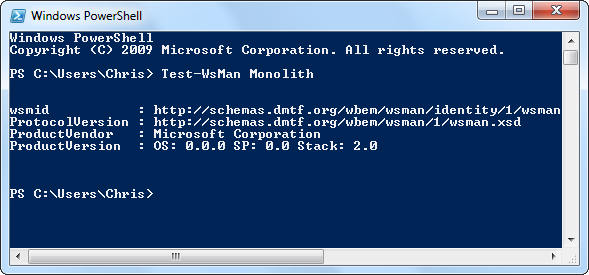 Windows PowerShell
Windows PowerShell
Copyright (C) 2009 Microsoft Corporation. All rights reserved.
PS C:\Users\Chris> Test-WsMan Monolith
wsmid           : http://schemas.dmtf.org/wbem/wsman/identity/1/wsman
ProtocolVersion : http://schemas.dmtf.org/wbem/wsman/1/wsman.xsd
ProductVendor   : Microsoft Corporation
ProductVersion  : OS: 0.0.0 SP: 0.0 Stack: 2.0
PS C:\Users\Chris>